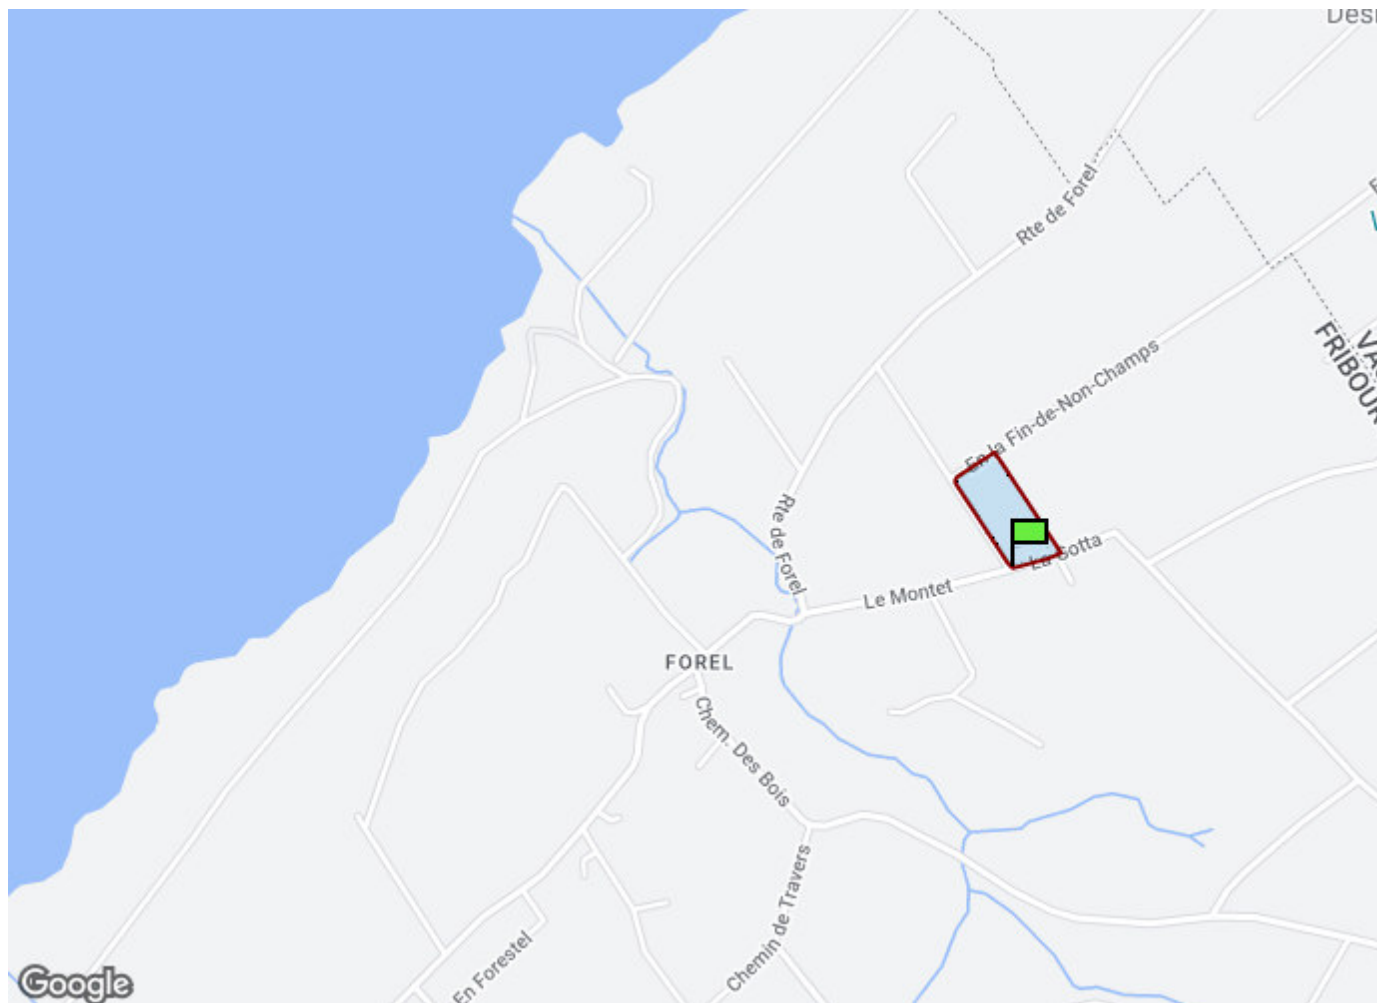 Rte de Forel
En la Fin-de-Non-Champs
FRIBOUR
Rte de Forel
La Gotta
Le Montet
FOREL
Chem. Des Bois
Chemin de Travers
En Forestel
Google